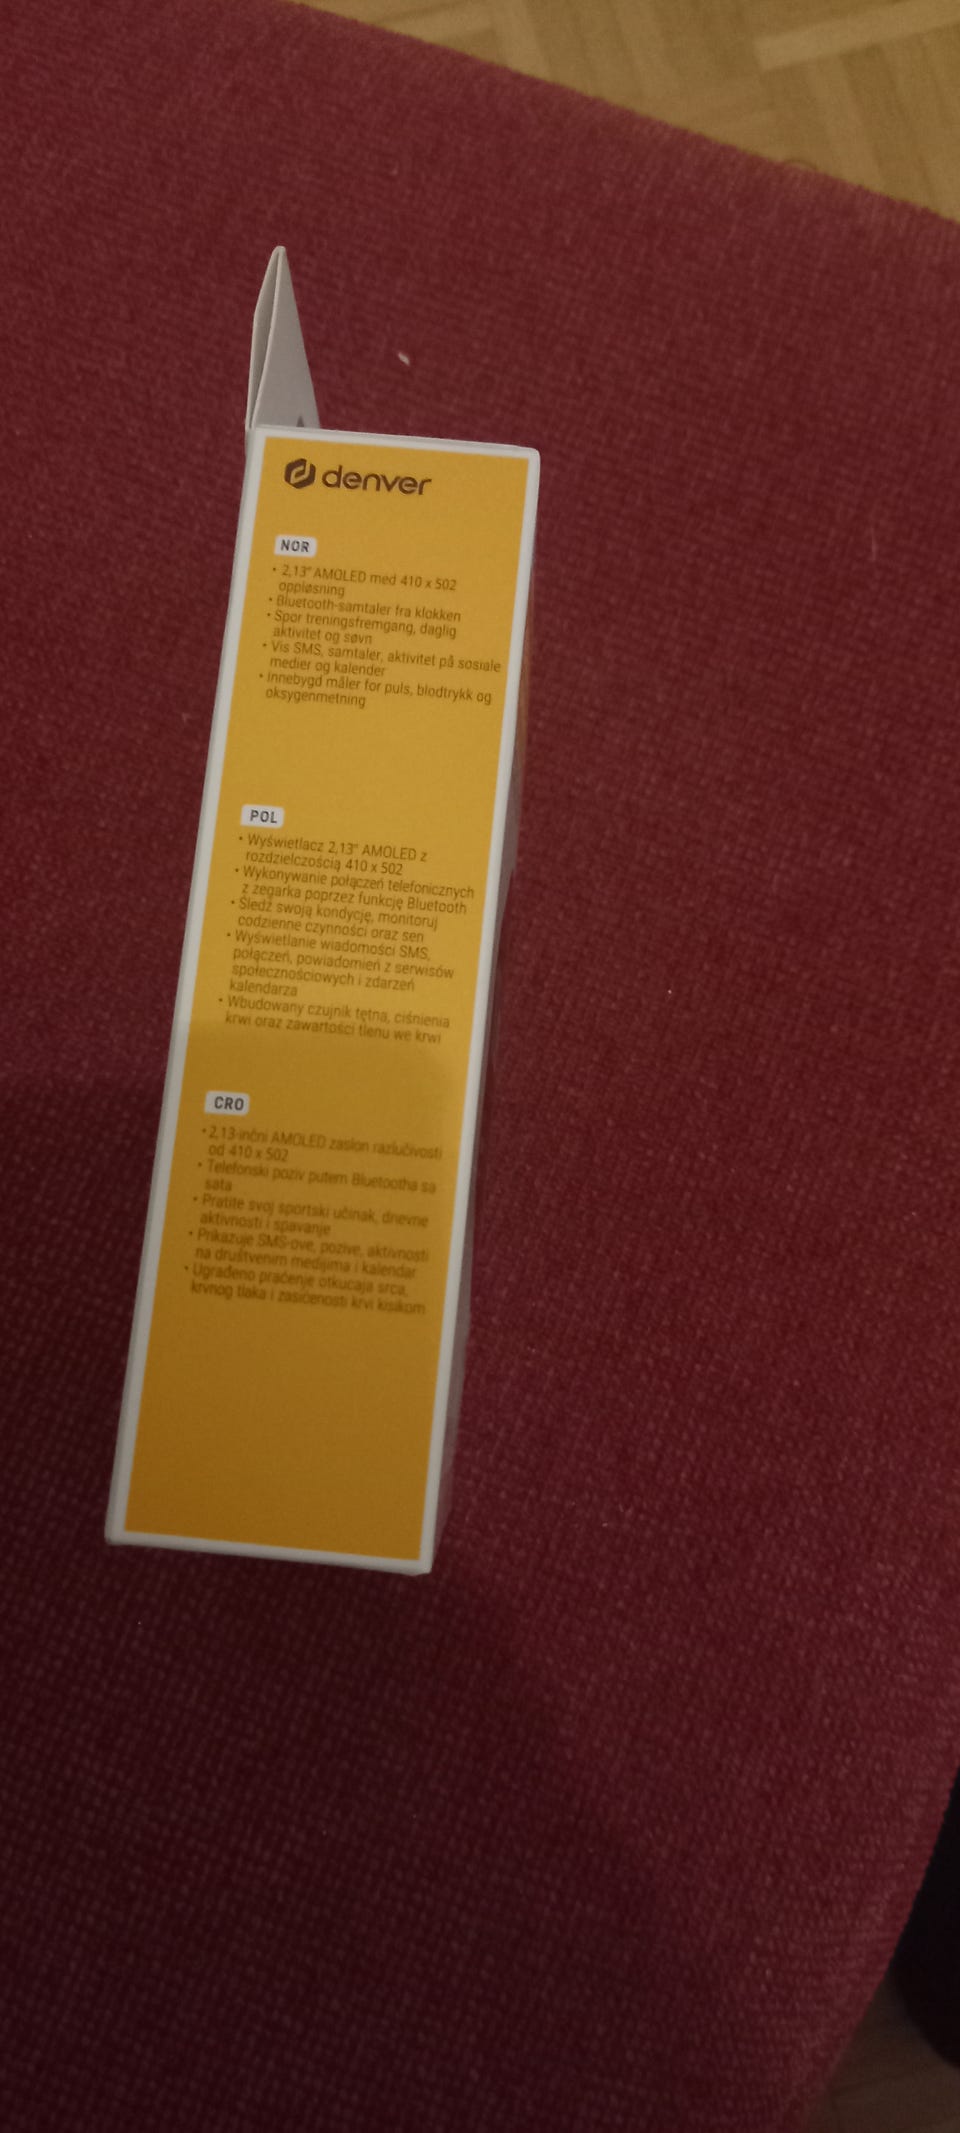 denver
NOR
• 2,13" AMOLED med 410 x 502
oppløsning
• Bluetooth-samtaler fra klokken
• Spor treningsfremgang, daglig
aktivitet og søvn
• Vis SMS, samtaler, aktivitet på sosiale
medier og kalender
• Innebygd måler for puls, blodtrykk og
oksygenmetning
POL
• Wyświetlacz 2,13" AMOLED z
rozdzielczością 410 x 502
• Wykonywanie połączeń telefonicznych
z zegarka poprzez funkcję Bluetooth
• Śledź swoją kondycję, monitoruj
codzienne czynności oraz sen
• Wyświetlanie wiadomości SMS,
połączeń, powiadomień z serwisów
społecznościowych i zdarzeń
kalendarza
• Wbudowany czujnik tętna, ciśnienia
krwi oraz zawartości tlenu we krwi
CRO
• 2,13-inčni AMOLED zaslon razlučivosti
od 410 x 502
• Telefonski poziv putem Bluetootha sa
sata
• Pratite svoj sportski učinak, dnevne
aktivnosti i spavanje
• Prikazuje SMS-ove, pozive, aktivnosti
na društvenim medijima i kalendar
• Ugrađeno praćenje otkucaja srca,
krvnog tlaka i zasićenosti krvi kisikom